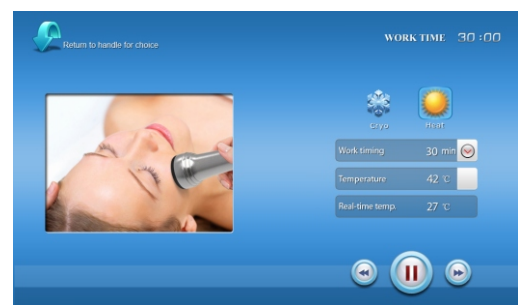 Return to handle for choice
WORK TIME 30:00
Cryo Heat
Work timing 30 min
Temperature 42 ℃
Real-time temp. 27 ℃